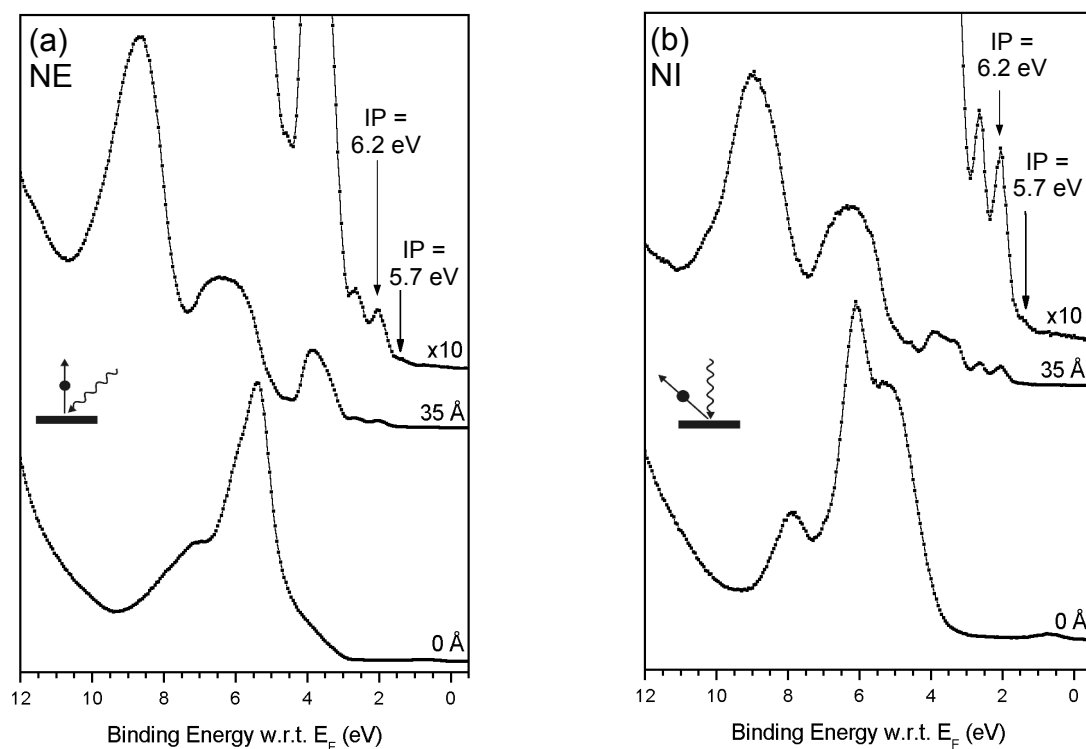 (a)
NE
IP =
6.2 eV
IP =
5.7 eV
x10
35 Å
0 Å
12 10 8 6 4 2 0
Binding Energy w.r.t. E_F (eV)
(b)
NI
IP =
6.2 eV
IP =
5.7 eV
x10
35 Å
0 Å
12 10 8 6 4 2 0
Binding Energy w.r.t. E_F (eV)